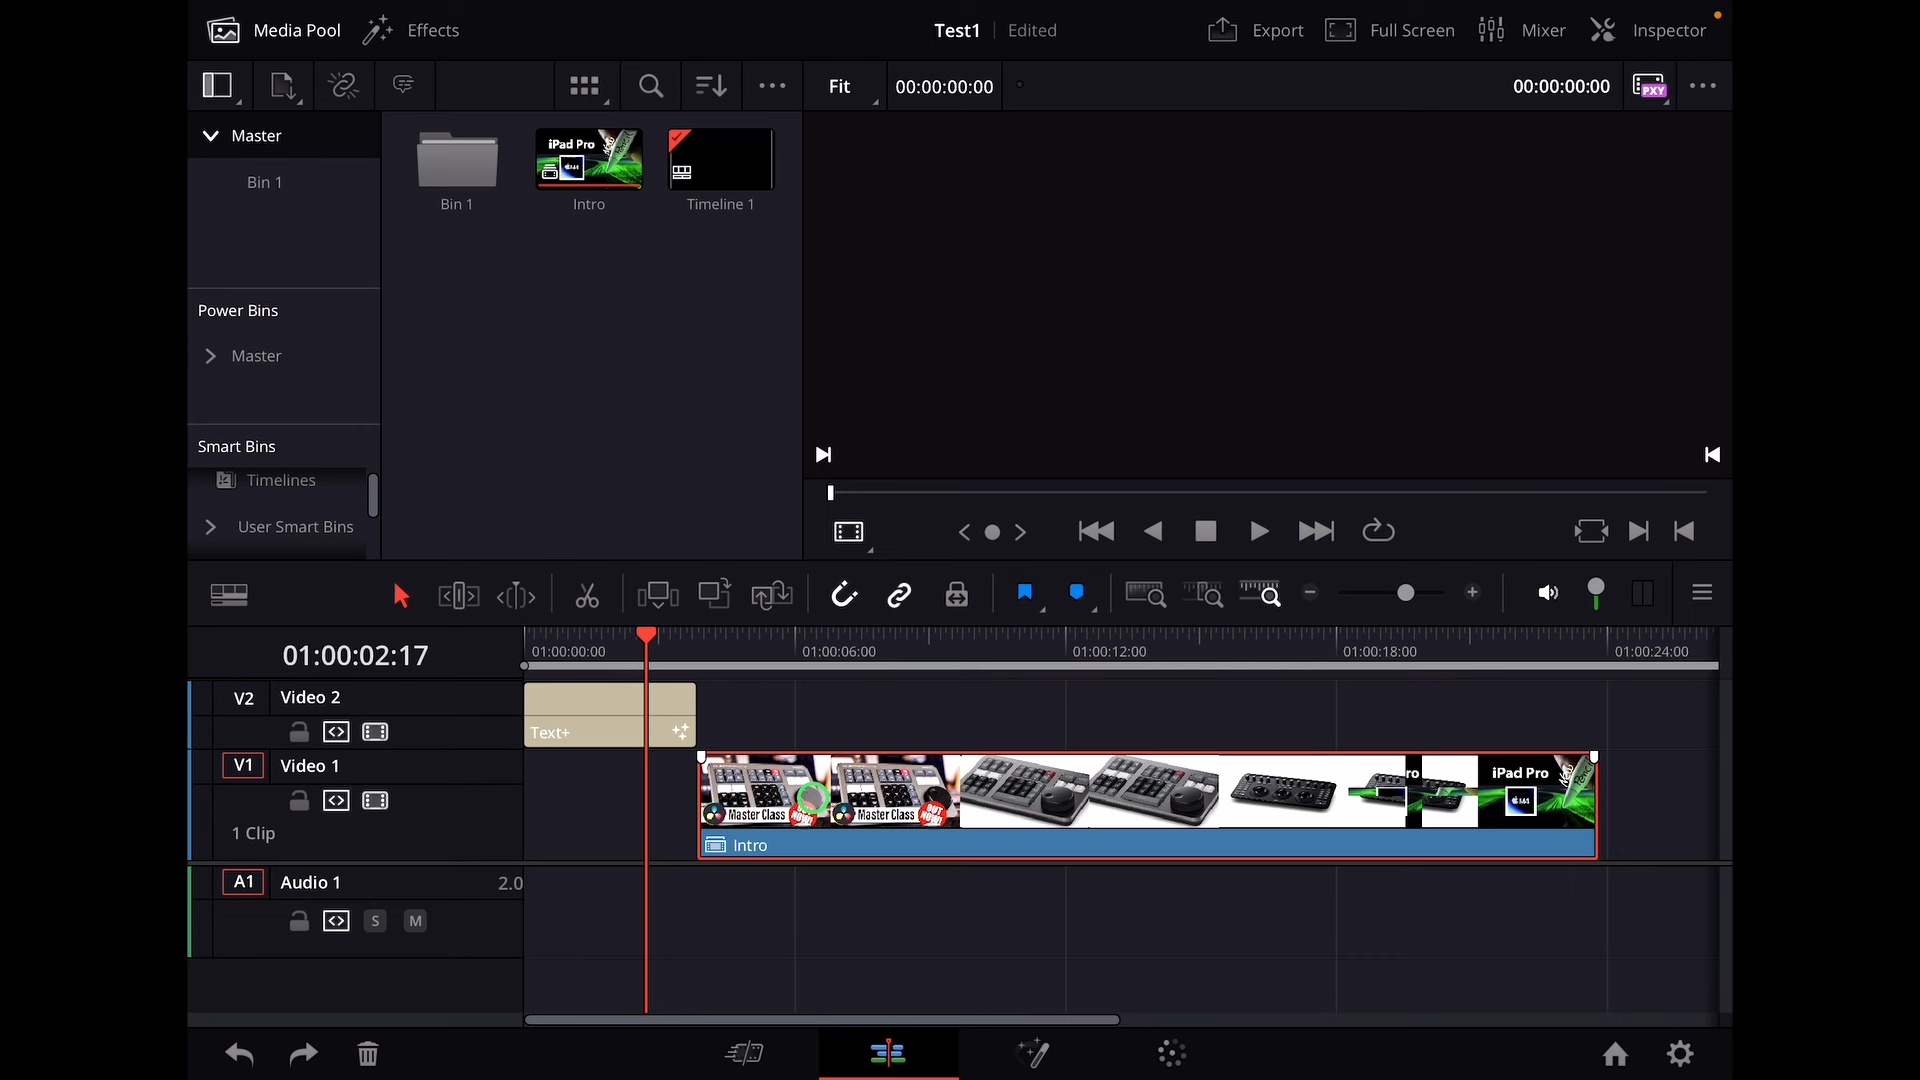 Media Pool
Effects
Test1
Edited
Export
Full Screen
Mixer
Inspector
Fit
00:00:00:00
00:00:00:00
PXY
Master
Bin 1
Power Bins
Master
Smart Bins
Timelines
User Smart Bins
iPad Pro
Bin 1
Intro
Timeline 1
01:00:02:17
01:00:00:00
01:00:06:00
01:00:12:00
01:00:18:00
01:00:24:00
V2
Video 2
Text+
V1
Video 1
1 Clip
Master Class
Master Class
OUT
NOW!
ro
iPad Pro
Intro
A1
Audio 1
2.0
S
M